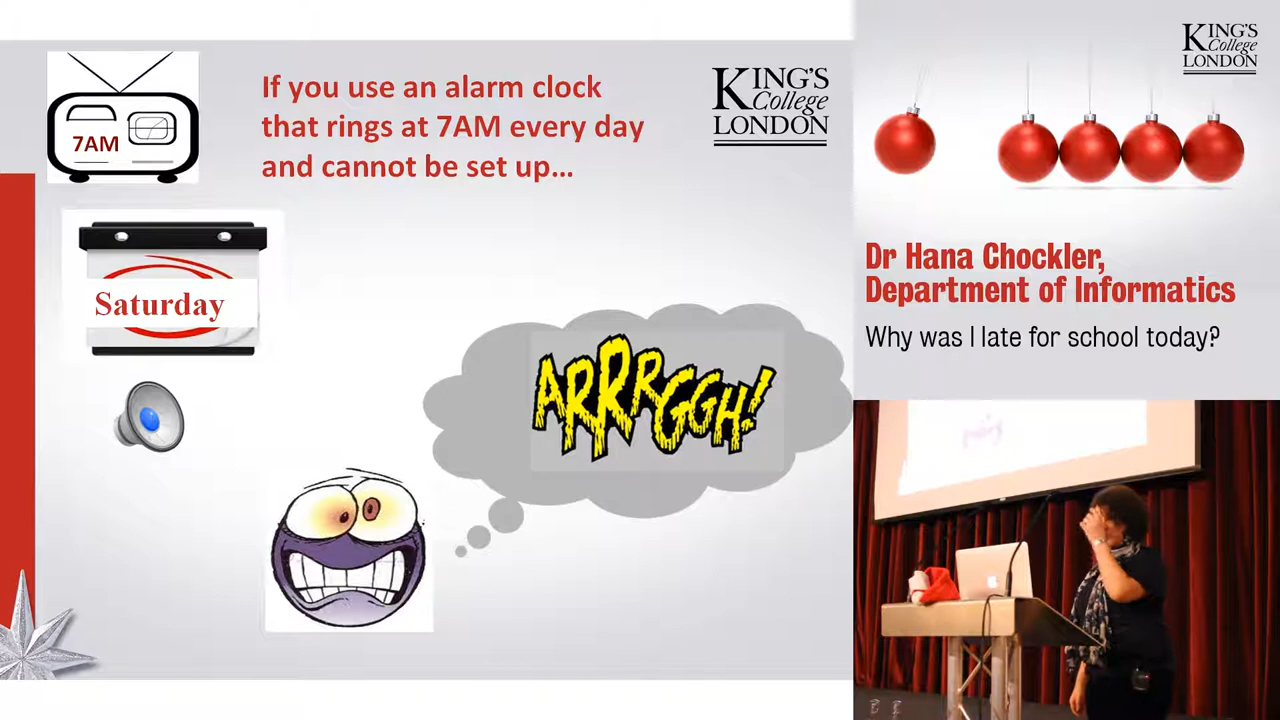 7AM
If you use an alarm clock
that rings at 7AM every day
and cannot be set up...
KING'S
College
LONDON
Saturday
ARRRGGH!
KING'S
College
LONDON
Dr Hana Chockler,
Department of Informatics
Why was I late for school today?